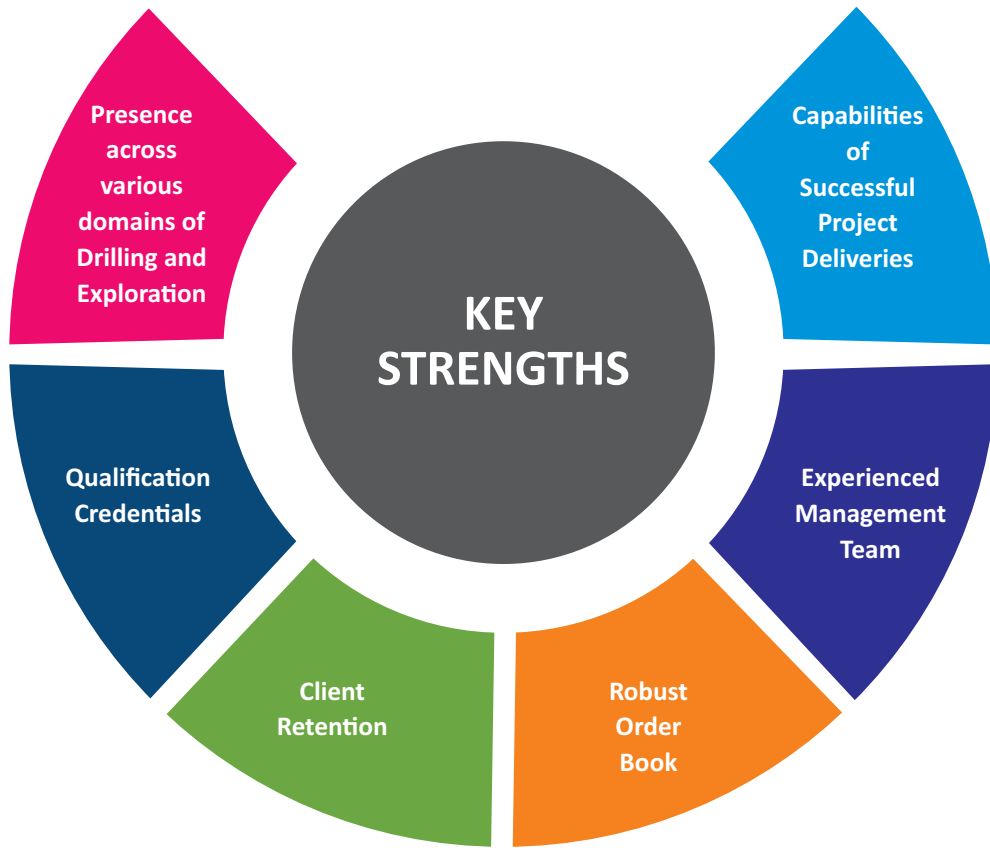 Presence
across
various
domains of
Drilling and
Exploration
Capabilities
of
Successful
Project
Deliveries
KEY
STRENGTHS
Qualification
Credentials
Experienced
Management
Team
Client
Retention
Robust
Order
Book